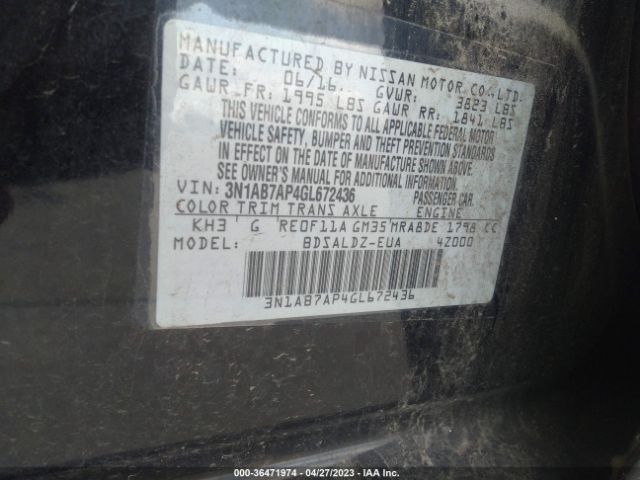 MANUFACTURED BY NISSAN MOTOR CO.,LTD.
DATE: 06/16 GVWR: 3823 LBS
GAWR FR: 1995 LBS GAWR RR: 1841 LBS
THIS VEHICLE CONFORMS TO ALL APPLICABLE FEDERAL MOTOR
VEHICLE SAFETY, BUMPER AND THEFT PREVENTION STANDARDS
IN EFFECT ON THE DATE OF MANUFACTURE SHOWN ABOVE.
SEE OWNER'S MANUAL FOR ADDITIONAL INFORMATION.
VIN: 3N1AB7AP4GL672436 PASSENGER CAR
COLOR TRIM TRANS AXLE ENGINE
KH3 G RE0F11A GM35 MRA8DE 1798 CC
MODEL: BDSALDZ-EUA 4Z000
3N1AB7AP4GL672436
000-36471974 / 04/27/2023 / IAA Inc.